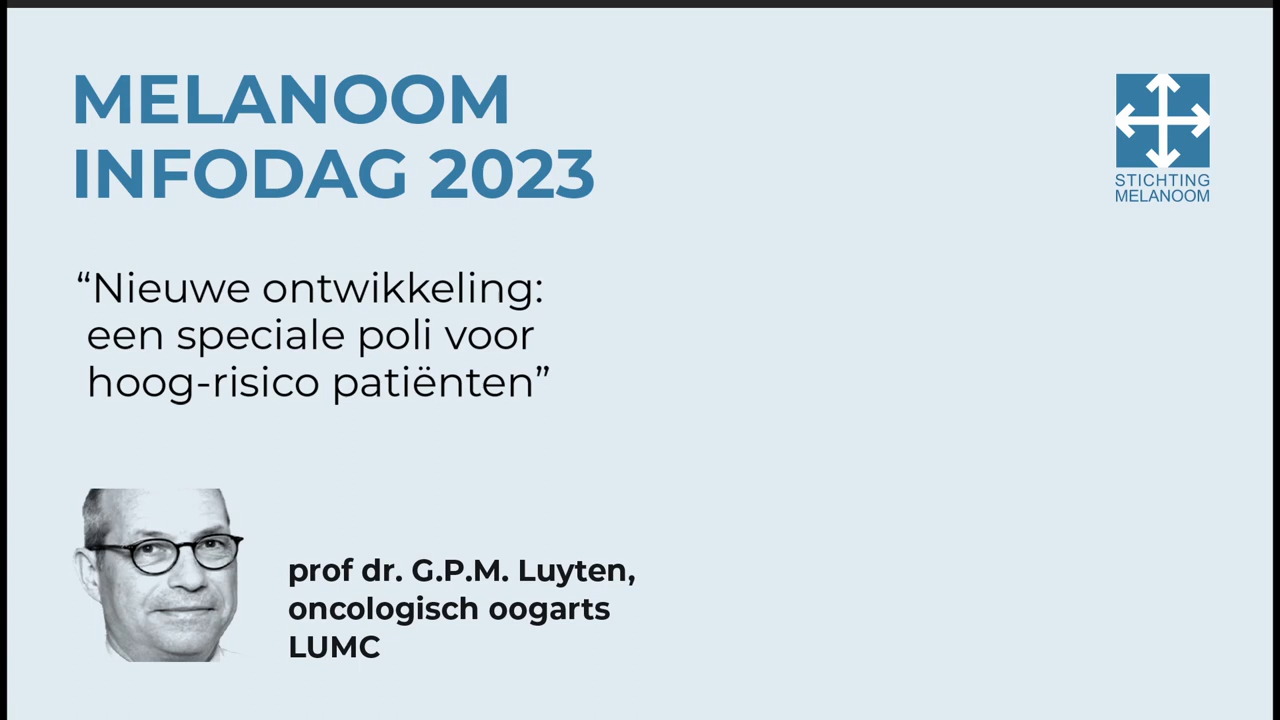 MELANOOM
INFODAG 2023
STICHTING
MELANOOM
“Nieuwe ontwikkeling:
een speciale poli voor
hoog-risico patiënten”
prof dr. G.P.M. Luyten,
oncologisch oogarts
LUMC